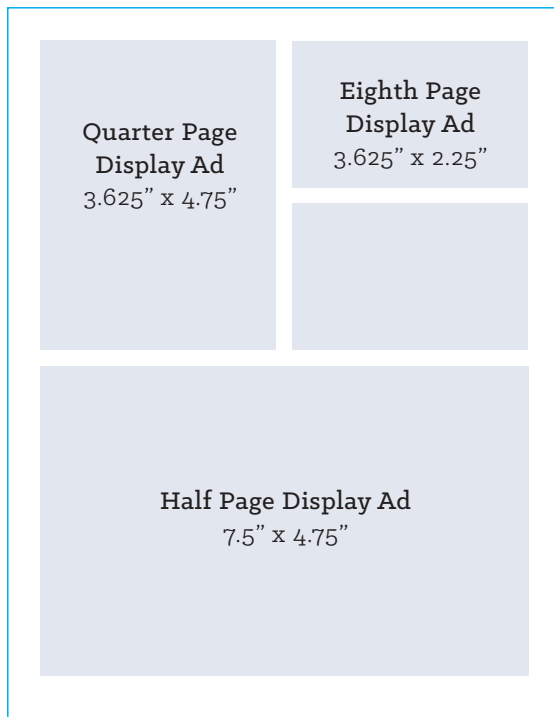 Quarter Page
Display Ad
3.625” x 4.75”
Eighth Page
Display Ad
3.625” x 2.25”
Half Page Display Ad
7.5” x 4.75”